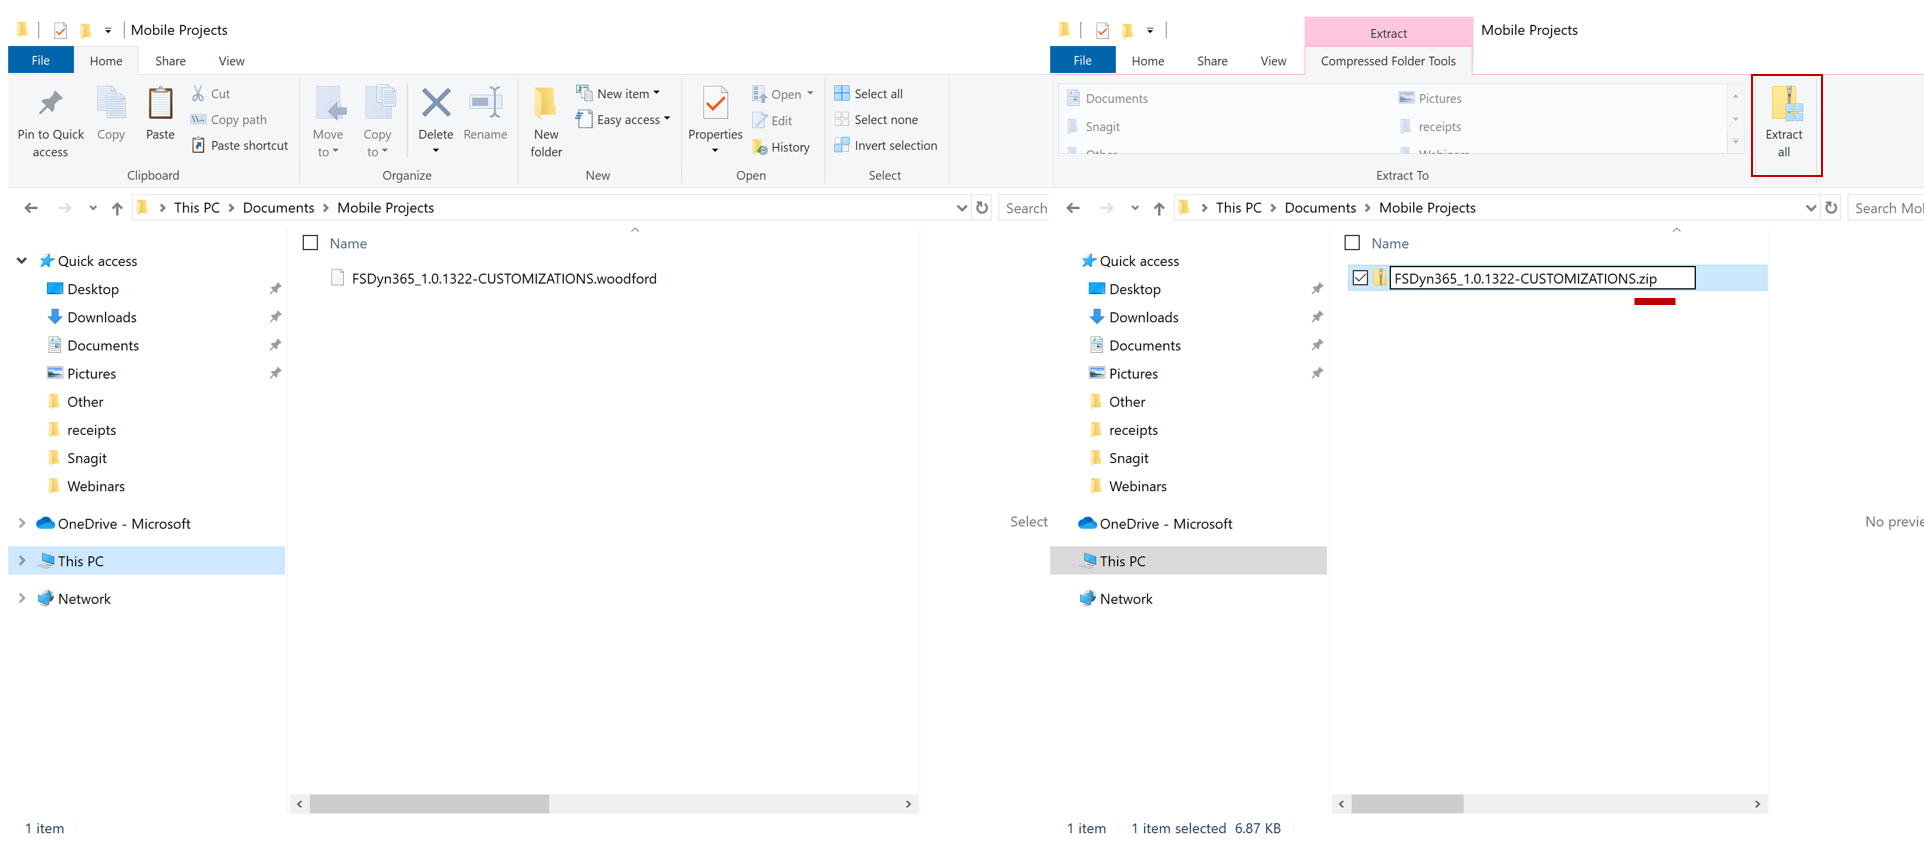 Mobile Projects
File Home Share View
Pin to Quick access
Copy
Paste
Cut
Copy path
Paste shortcut
Clipboard
Move to
Copy to
Delete
Rename
Organize
New folder
New item
Easy access
New
Properties
Open
Edit
History
Open
Select all
Select none
Invert selection
Select
This PC > Documents > Mobile Projects
Search
Quick access
Desktop
Downloads
Documents
Pictures
Other
receipts
Snagit
Webinars
OneDrive - Microsoft
This PC
Network
Name
FSDyn365_1.0.1322-CUSTOMIZATIONS.woodford
Select
1 item
Extract
Mobile Projects
File Home Share View Compressed Folder Tools
Documents
Pictures
Snagit
receipts
Other
Webinars
Extract To
Extract all
This PC > Documents > Mobile Projects
Search Mo
Quick access
Desktop
Downloads
Documents
Pictures
Other
receipts
Snagit
Webinars
OneDrive - Microsoft
This PC
Network
Name
FSDyn365_1.0.1322-CUSTOMIZATIONS.zip
No previe
1 item 1 item selected 6.87 KB